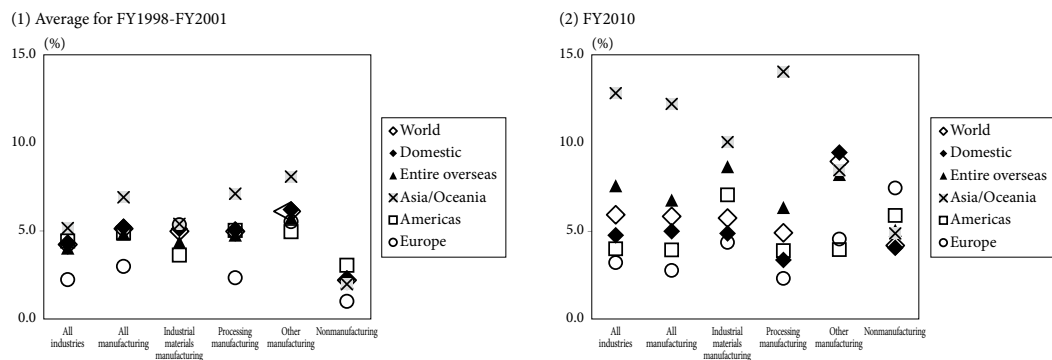 (1) Average for FY1998-FY2001
(%)
15.0
10.0
5.0
0.0
All
industries
All
manufacturing
Industrial
materials
manufacturing
Processing
manufacturing
Other
manufacturing
Nonmanufacturing
World
Domestic
Entire overseas
Asia/Oceania
Americas
Europe
(2) FY2010
(%)
15.0
10.0
5.0
0.0
All
industries
All
manufacturing
Industrial
materials manufacturing
Processing
manufacturing
Other
manufacturing
Nonmanufacturing
World
Domestic
Entire overseas
Asia/Oceania
Americas
Europe